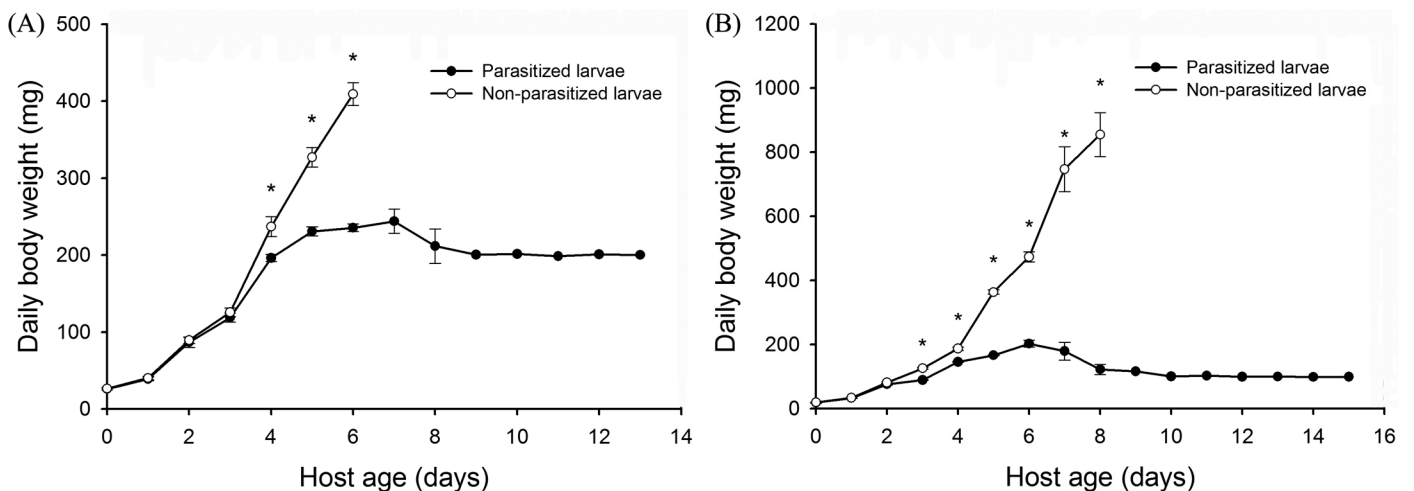 (A)
500
400
300
200
100
0
Daily body weight (mg)
Parasitized larvae
Non-parasitized larvae
*
*
*
0 2 4 6 8 10 12 14
Host age (days)
(B)
1200
1000
800
600
400
200
0
Daily body weight (mg)
Parasitized larvae
Non-parasitized larvae
*
*
*
*
*
*
0 2 4 6 8 10 12 14 16
Host age (days)